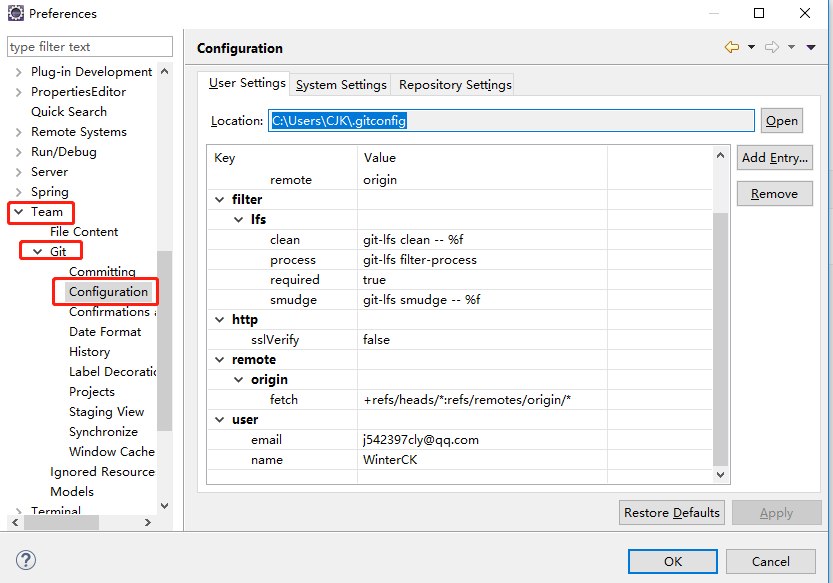 Preferences
type filter text
Plug-in Development
PropertiesEditor
Quick Search
Remote Systems
Run/Debug
Server
Spring
Team
File Content
Git
Committing
Configuration
Confirmations a
Date Format
History
Label Decoratio
Projects
Staging View
Synchronize
Window Cache
Ignored Resource
Models
Terminal
Configuration
User Settings
System Settings
Repository Settings
Location:
C:\Users\CJK\.gitconfig
Open
Key Value
remote origin
filter
lfs
clean git-lfs clean -- %f
process git-lfs filter-process
required true
smudge git-lfs smudge -- %f
http
sslVerify false
remote
origin
fetch +refs/heads/*:refs/remotes/origin/*
user
email j542397cly@qq.com
name WinterCK
Add Entry...
Remove
Restore Defaults
Apply
?
OK
Cancel